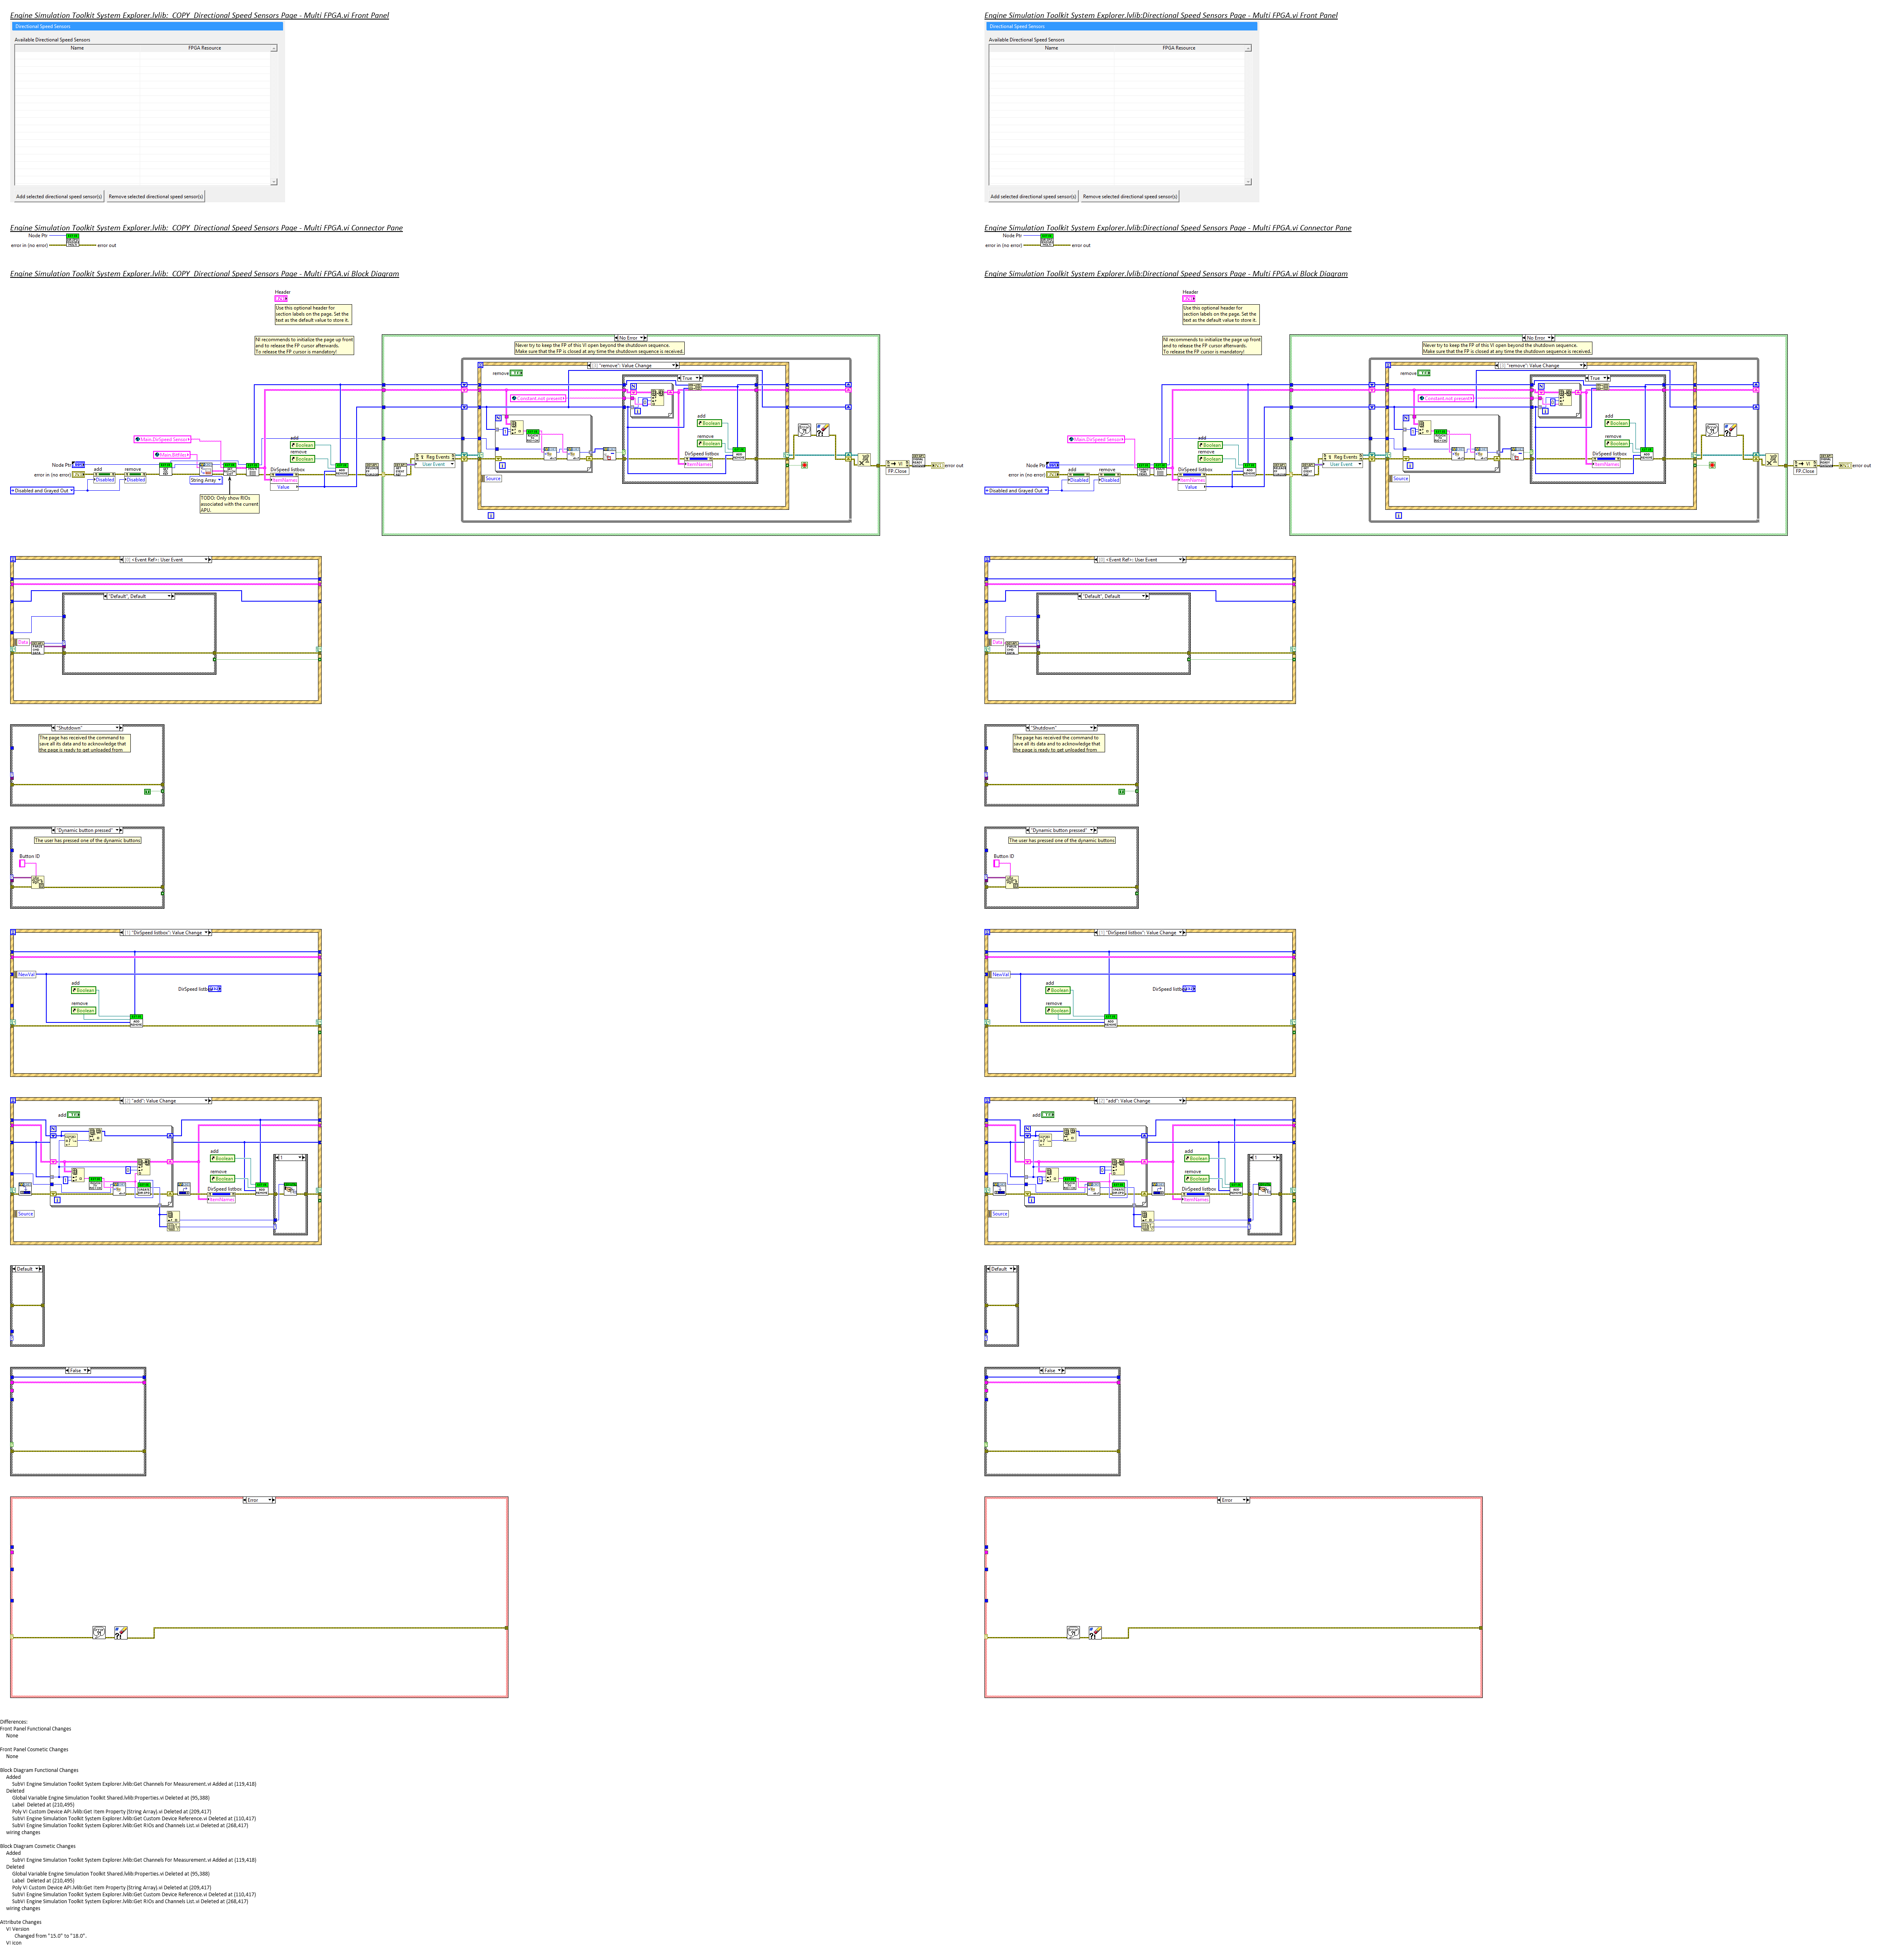 Engine Simulation Toolkit System Explorer.lvlib:_COPY_Directional Speed Sensors Page - Multi FPGA.vi Front Panel
Directional Speed Sensors
Available Directional Speed Sensors
Name FPGA Resource
Add selected directional speed sensor(s) Remove selected directional speed sensor(s)
Engine Simulation Toolkit System Explorer.lvlib:_COPY_Directional Speed Sensors Page - Multi FPGA.vi Connector Pane
Node Ptr
error in (no error) error out
Engine Simulation Toolkit System Explorer.lvlib:_COPY_Directional Speed Sensors Page - Multi FPGA.vi Block Diagram
Header
Use this optional header for
section labels on the page. Set the
text as the default value to store it.
NI recommends to initialize the page up front
and to release the FP cursor afterwards.
To release the FP cursor is mandatory!
No Error
Never try to keep the FP of this VI open beyond the shutdown sequence.
Make sure that the FP is closed at any time the shutdown sequence is received.
"remove": Value Change
remove
True
Constant.not present
add
Boolean
remove
Boolean
DirSpeed listbox
ItemNames
Source
Main.DirSpeed Sensor
Main.Bitfiles
Node Ptr
error in (no error)
add
Disabled
remove
Disabled
Disabled and Grayed Out
String Array
TODO: Only show RIOs
associated with the current
APU.
add
Boolean
remove
Boolean
DirSpeed listbox
ItemNames
Value
Reg Events
User Event
VI
FP.Close
error out
[0] <Event Ref>: User Event
"Default", Default
Data
"Shutdown"
The page has received the command to
save all its data and to acknowledge that
the page is ready to get unloaded from
"Dynamic button pressed"
The user has pressed one of the dynamic buttons
Button ID
[1] "DirSpeed listbox": Value Change
NewVal
add
Boolean
DirSpeed listb
remove
Boolean
[2] "add": Value Change
add
add
Boolean
remove
Boolean
DirSpeed listbox
ItemNames
1
Source
Default
False
Error
Engine Simulation Toolkit System Explorer.lvlib:Directional Speed Sensors Page - Multi FPGA.vi Front Panel
Directional Speed Sensors
Available Directional Speed Sensors
Name FPGA Resource
Add selected directional speed sensor(s) Remove selected directional speed sensor(s)
Engine Simulation Toolkit System Explorer.lvlib:Directional Speed Sensors Page - Multi FPGA.vi Connector Pane
Node Ptr
error in (no error) error out
Engine Simulation Toolkit System Explorer.lvlib:Directional Speed Sensors Page - Multi FPGA.vi Block Diagram
Header
Use this optional header for
section labels on the page. Set the
text as the default value to store it.
NI recommends to initialize the page up front
and to release the FP cursor afterwards.
To release the FP cursor is mandatory!
No Error
Never try to keep the FP of this VI open beyond the shutdown sequence.
Make sure that the FP is closed at any time the shutdown sequence is received.
"remove": Value Change
remove
True
Constant.not present
add
Boolean
remove
Boolean
DirSpeed listbox
ItemNames
Source
Main.DirSpeed Sensor
Node Ptr
error in (no error)
add
Disabled
remove
Disabled
Disabled and Grayed Out
add
Boolean
remove
Boolean
DirSpeed listbox
ItemNames
Value
Reg Events
User Event
VI
FP.Close
error out
[0] <Event Ref>: User Event
"Default", Default
Data
"Shutdown"
The page has received the command to
save all its data and to acknowledge that
the page is ready to get unloaded from
"Dynamic button pressed"
The user has pressed one of the dynamic buttons
Button ID
[1] "DirSpeed listbox": Value Change
NewVal
add
Boolean
DirSpeed listb
remove
Boolean
[2] "add": Value Change
add
add
Boolean
remove
Boolean
DirSpeed listbox
ItemNames
1
Source
Default
False
Error
Differences:
Front Panel Functional Changes
None
Front Panel Cosmetic Changes
None
Block Diagram Functional Changes
Added
SubVI Engine Simulation Toolkit System Explorer.lvlib:Get Channels For Measurement.vi Added at (119,418)
Deleted
Global Variable Engine Simulation Toolkit Shared.lvlib:Properties.vi Deleted at (95,388)
Label Deleted at (210,495)
Poly VI Custom Device API.lvlib:Get Item Property (String Array).vi Deleted at (209,417)
SubVI Engine Simulation Toolkit System Explorer.lvlib:Get Custom Device Reference.vi Deleted at (110,417)
SubVI Engine Simulation Toolkit System Explorer.lvlib:Get RIOs and Channels List.vi Deleted at (268,417)
wiring changes
Block Diagram Cosmetic Changes
Added
SubVI Engine Simulation Toolkit System Explorer.lvlib:Get Channels For Measurement.vi Added at (119,418)
Deleted
Global Variable Engine Simulation Toolkit Shared.lvlib:Properties.vi Deleted at (95,388)
Label Deleted at (210,495)
Poly VI Custom Device API.lvlib:Get Item Property (String Array).vi Deleted at (209,417)
SubVI Engine Simulation Toolkit System Explorer.lvlib:Get Custom Device Reference.vi Deleted at (110,417)
SubVI Engine Simulation Toolkit System Explorer.lvlib:Get RIOs and Channels List.vi Deleted at (268,417)
wiring changes
Attribute Changes
VI Version
Changed from "15.0" to "18.0".
VI icon